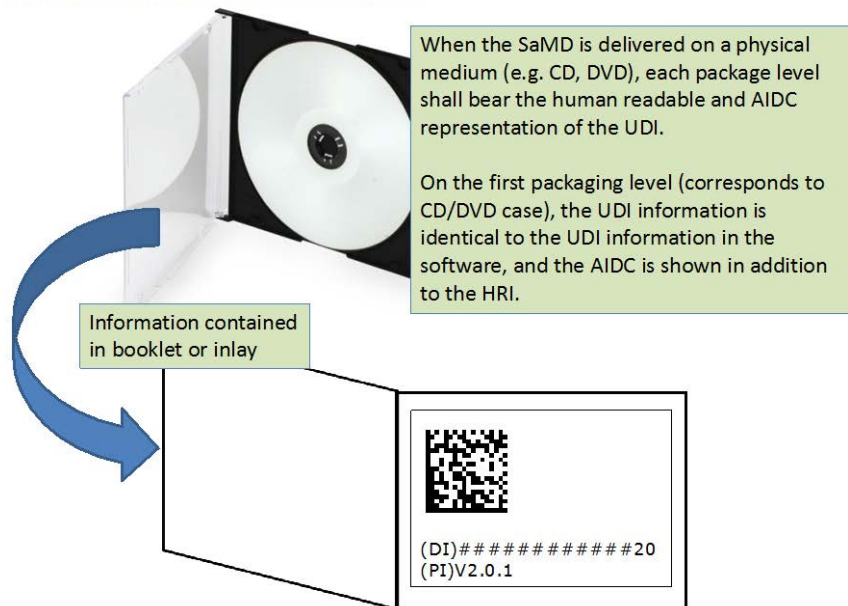 When the SaMD is delivered on a physical
medium (e.g. CD, DVD), each package level
shall bear the human readable and AIDC
representation of the UDI.
On the first packaging level (corresponds to
CD/DVD case), the UDI information is
identical to the UDI information in the
software, and the AIDC is shown in addition
to the HRI.
Information contained
in booklet or inlay
(DI)############20
(PI)V2.0.1